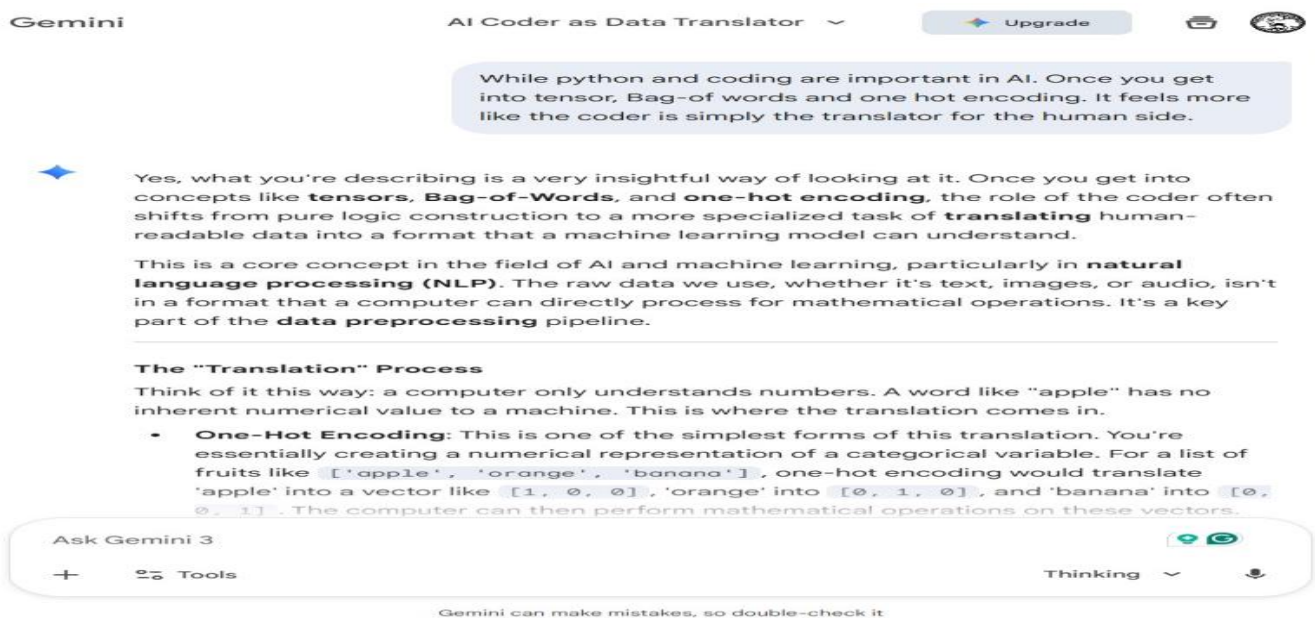 Gemini
AI Coder as Data Translator
Upgrade
While python and coding are important in AI. Once you get
into tensor, Bag-of words and one hot encoding. It feels more
like the coder is simply the translator for the human side.
Yes, what you're describing is a very insightful way of looking at it. Once you get into
concepts like tensors, Bag-of-Words, and one-hot encoding, the role of the coder often
shifts from pure logic construction to a more specialized task of translating human-
readable data into a format that a machine learning model can understand.
This is a core concept in the field of AI and machine learning, particularly in natural
language processing (NLP). The raw data we use, whether it's text, images, or audio, isn't
in a format that a computer can directly process for mathematical operations. It's a key
part of the data preprocessing pipeline.
The "Translation" Process
Think of it this way: a computer only understands numbers. A word like "apple" has no
inherent numerical value to a machine. This is where the translation comes in.
• One-Hot Encoding: This is one of the simplest forms of this translation. You're
essentially creating a numerical representation of a categorical variable. For a list of
fruits like ['apple', 'orange', 'banana'], one-hot encoding would translate
'apple' into a vector like [1, 0, 0], 'orange' into [0, 1, 0], and 'banana' into [0,
0, 1]. The computer can then perform mathematical operations on these vectors.
Ask Gemini 3
Tools
Thinking
Gemini can make mistakes, so double-check it